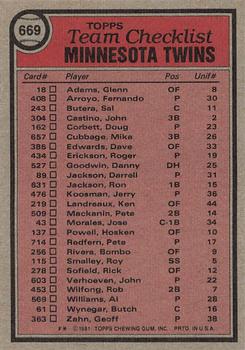 669
TOPPS
Team Checklist
MINNESOTA TWINS
Card# Player Pos Unif#
18 Adams, Glenn OF 8
408 Arroyo, Fernando P 30
243 Butera, Sal C 11
304 Castino, John 3B 2
162 Corbett, Doug P 23
657 Cubbage, Mike 3B 26
386 Edwards, Dave OF 33
434 Erickson, Roger P 19
527 Goodwin, Danny DH 25
89 Jackson, Darrell P 31
631 Jackson, Ron 1B 15
476 Koosman, Jerry P 36
219 Landreaux, Ken OF 44
509 Mackanin, Pete 2B 14
43 Morales, Jose C-1B 34
137 Powell, Hosken OF 10
714 Redfern, Pete P 17
256 Rivers, Bombo OF 9
115 Smalley, Roy SS 5
278 Sofield, Rick OF 12
603 Verhoeven, John P 22
453 Wilfong, Rob 2B 7
569 Williams, Al P 28
61 Wynegar, Butch C 16
363 Zahn, Geoff P 38
© 1981 TOPPS CHEWING GUM, INC. PRTD. IN U.S.A.